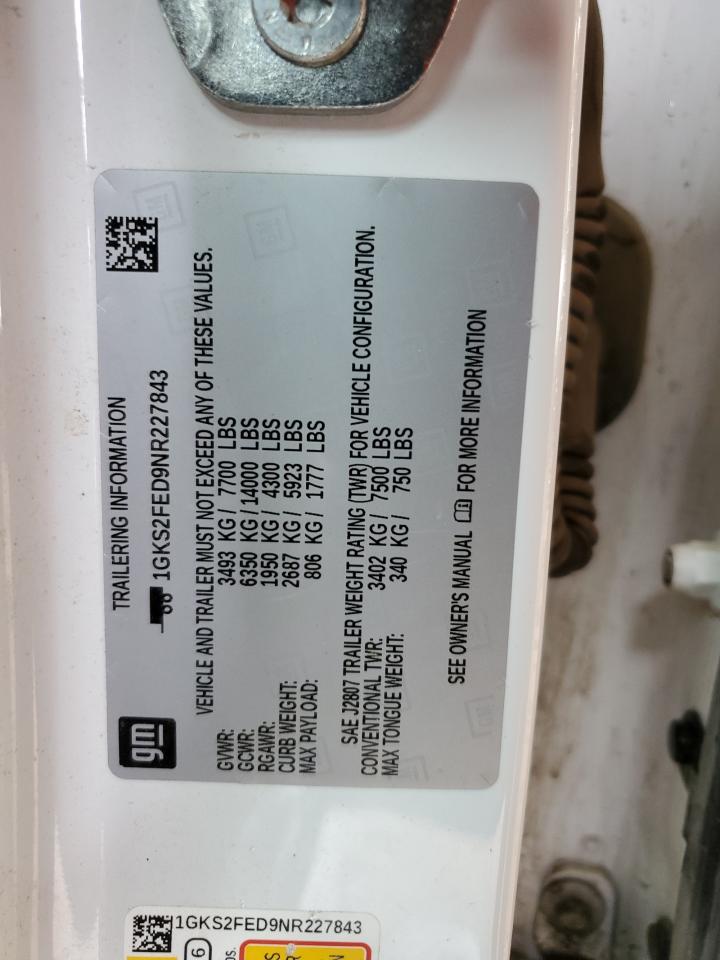 gm
TRAILERING INFORMATION
1GKS2FED9NR227843
VEHICLE AND TRAILER MUST NOT EXCEED ANY OF THESE VALUES.
GVWR: 3493 KG / 7700 LBS
GCWR: 6350 KG / 14000 LBS
RGAWR: 1950 KG / 4300 LBS
CURB WEIGHT: 2687 KG / 5923 LBS
MAX PAYLOAD: 806 KG / 1777 LBS
SAE J2807 TRAILER WEIGHT RATING (TWR) FOR VEHICLE CONFIGURATION.
CONVENTIONAL TWR: 3402 KG / 7500 LBS
MAX TONGUE WEIGHT: 340 KG / 750 LBS
SEE OWNER'S MANUAL FOR MORE INFORMATION
1GKS2FED9NR227843
6